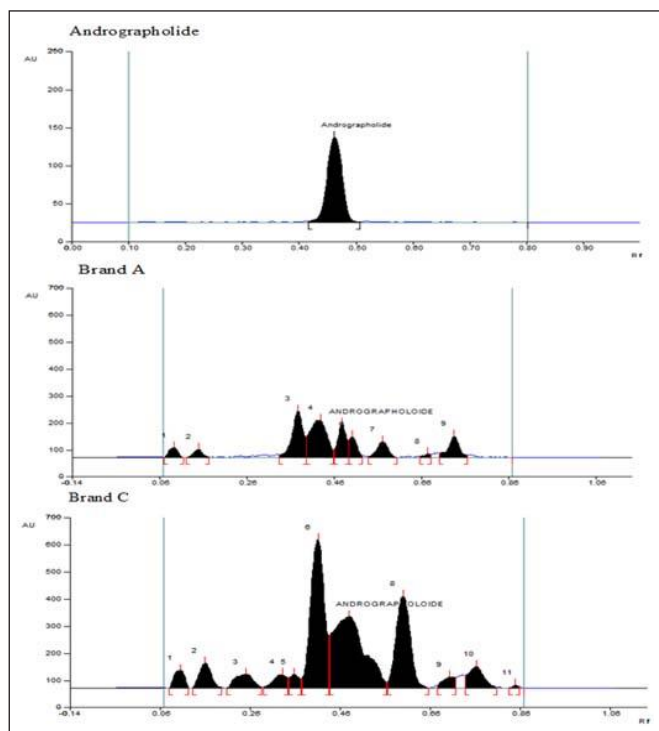 Andrographolide
AU
250
200
150
100
50
0
Andrographolide
0.00 0.10 0.20 0.30 0.40 0.50 0.60 0.70 0.80 0.90
Rf
Brand A
AU
700
600
500
400
300
200
100
0
1 2 3 4 ANDROGRAPHOLOIDE 7 8 9
-0.14 0.06 0.26 0.46 0.66 0.86 1.06
Rf
Brand C
AU
700
600
500
400
300
200
100
0
1 2 3 4 5 6 ANDROGRAPHOLOIDE 8 9 10 11
-0.14 0.06 0.26 0.46 0.66 0.86 1.06
Rf